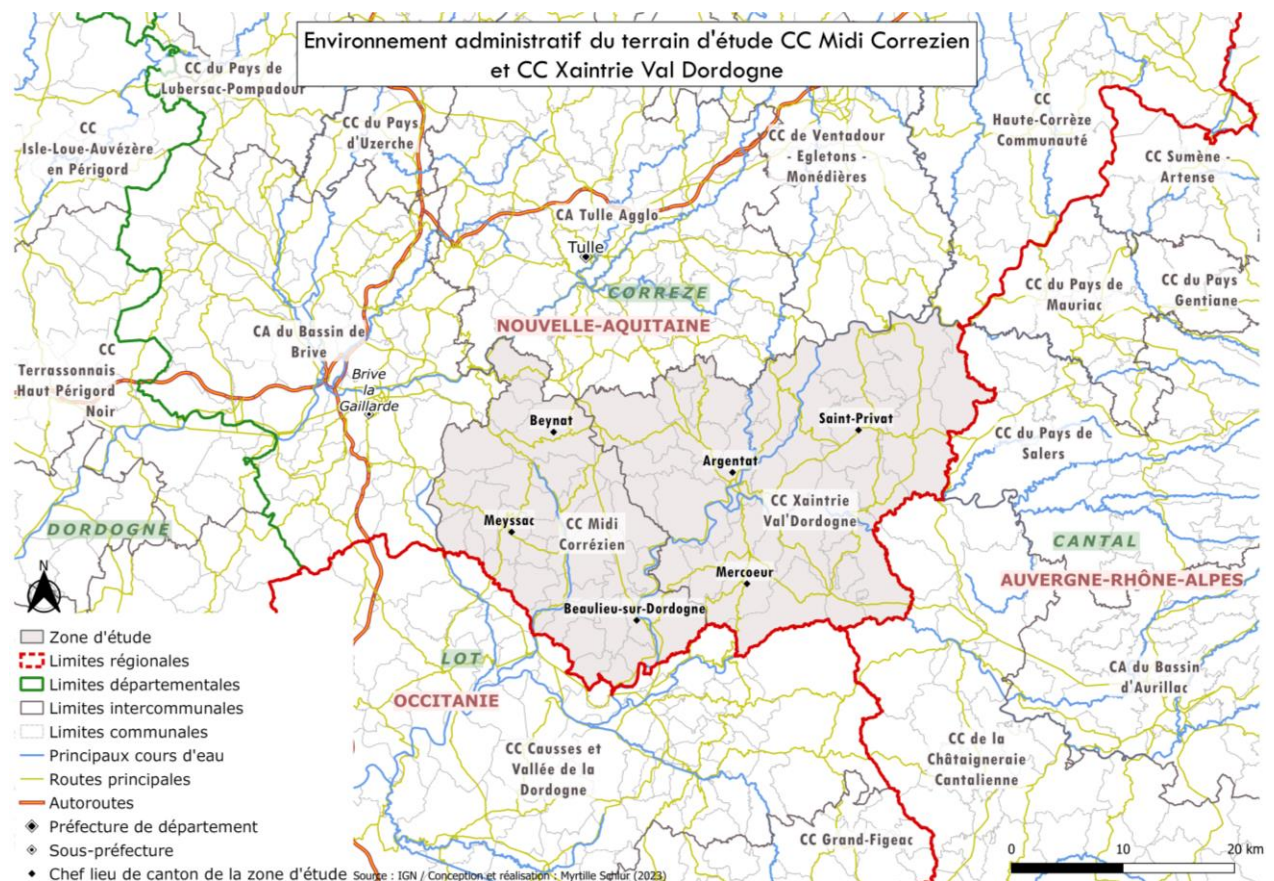 Environnement administratif du terrain d'étude CC Midi Correzien
et CC Xaintrie Val Dordogne
CC du Pays de
Lubersac-Pompadour
CC
Isle-Loue-Auvézère
en Périgord
CC du Pays
d'Uzerche
CC de Ventadour
- Egletons -
Monédières
CC
Haute-Corrèze
Communauté
CC Sumène -
Artense
CA Tulle Agglo
Tulle
CORREZE
NOUVELLE-AQUITAINE
CC du Pays de
Mauriac
CC du Pays
Gentiane
CA du Bassin de
Brive
CC
Terrassonnais
Haut Périgord
Noir
Brive
la
Gaillarde
Beynat
Saint-Privat
Argentat
CC du Pays de
Salers
CC Xaintrie
Val'Dordogne
Meyssac
CC Midi
Corrézien
DORDOGNE
CANTAL
AUVERGNE-RHÔNE-ALPES
Mercoeur
Beaulieu-sur-Dordogne
LOT
OCCITANIE
CA du Bassin
d'Aurillac
CC Causses et
Vallée de la
Dordogne
CC de la
Châtaigneraie
Cantalienne
CC Grand-Figeac
N
Zone d'étude
Limites régionales
Limites départementales
Limites intercommunales
Limites communales
Principaux cours d'eau
Routes principales
Autoroutes
Préfecture de département
Sous-préfecture
Chef lieu de canton de la zone d'étude
Source : IGN / Conception et réalisation : Myrtille Sehlur (2023)
0 10 20 km